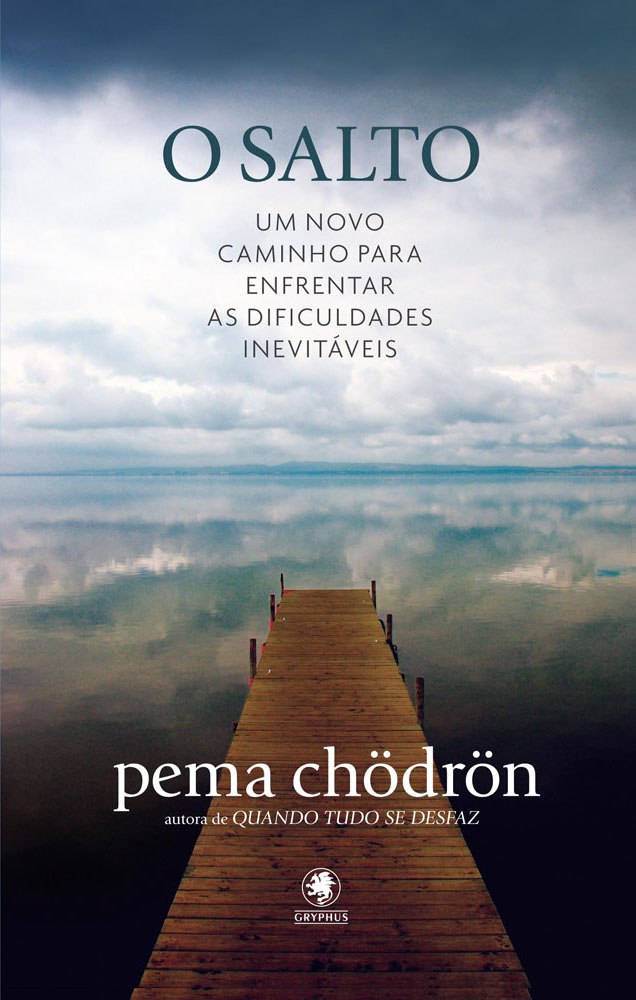 O SALTO
UM NOVO
CAMINHO PARA
ENFRENTAR
AS DIFICULDADES
INEVITÁVEIS
pema chödrön
autora de QUANDO TUDO SE DESFAZ
GRYPHUS